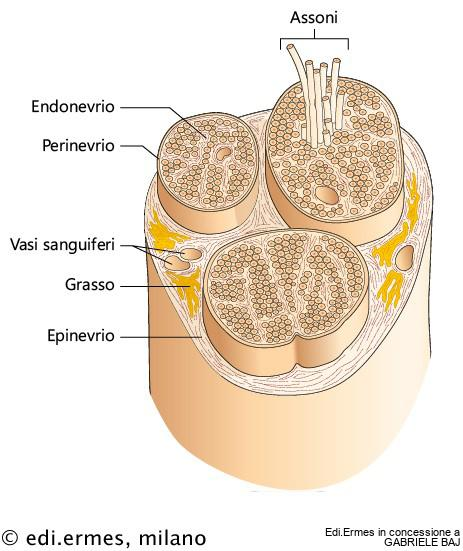 Assoni
Endonevrio
Perinevrio
Vasi sanguiferi
Grasso
Epinevrio
© edi.ermes, milano
Edi.Ermes in concessione a
GABRIELE BAJ